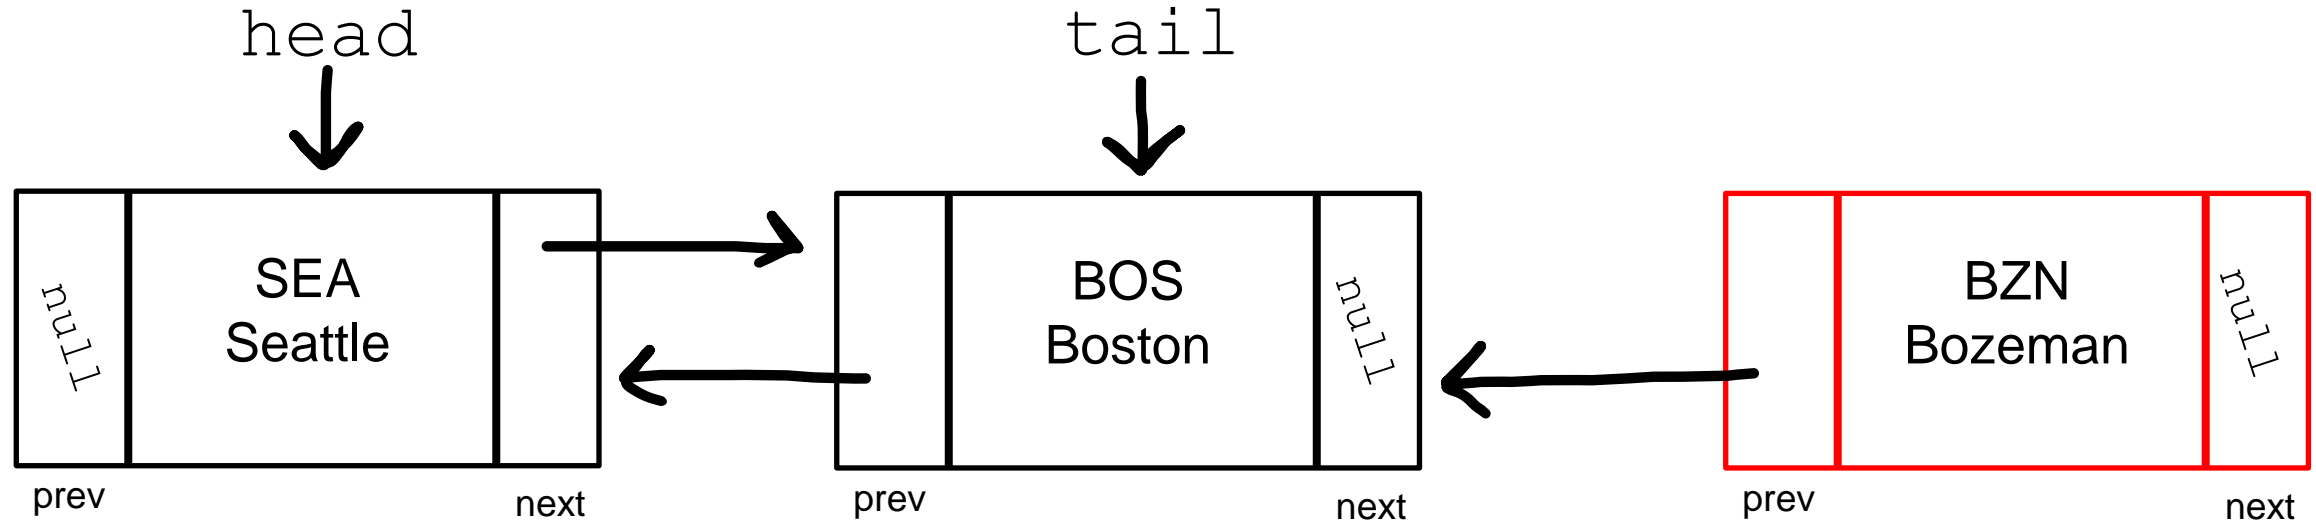 head
tail
null
SEA
Seattle
BOS
Boston
null
BZN
Bozeman
null
prev
next
prev
next
prev
next